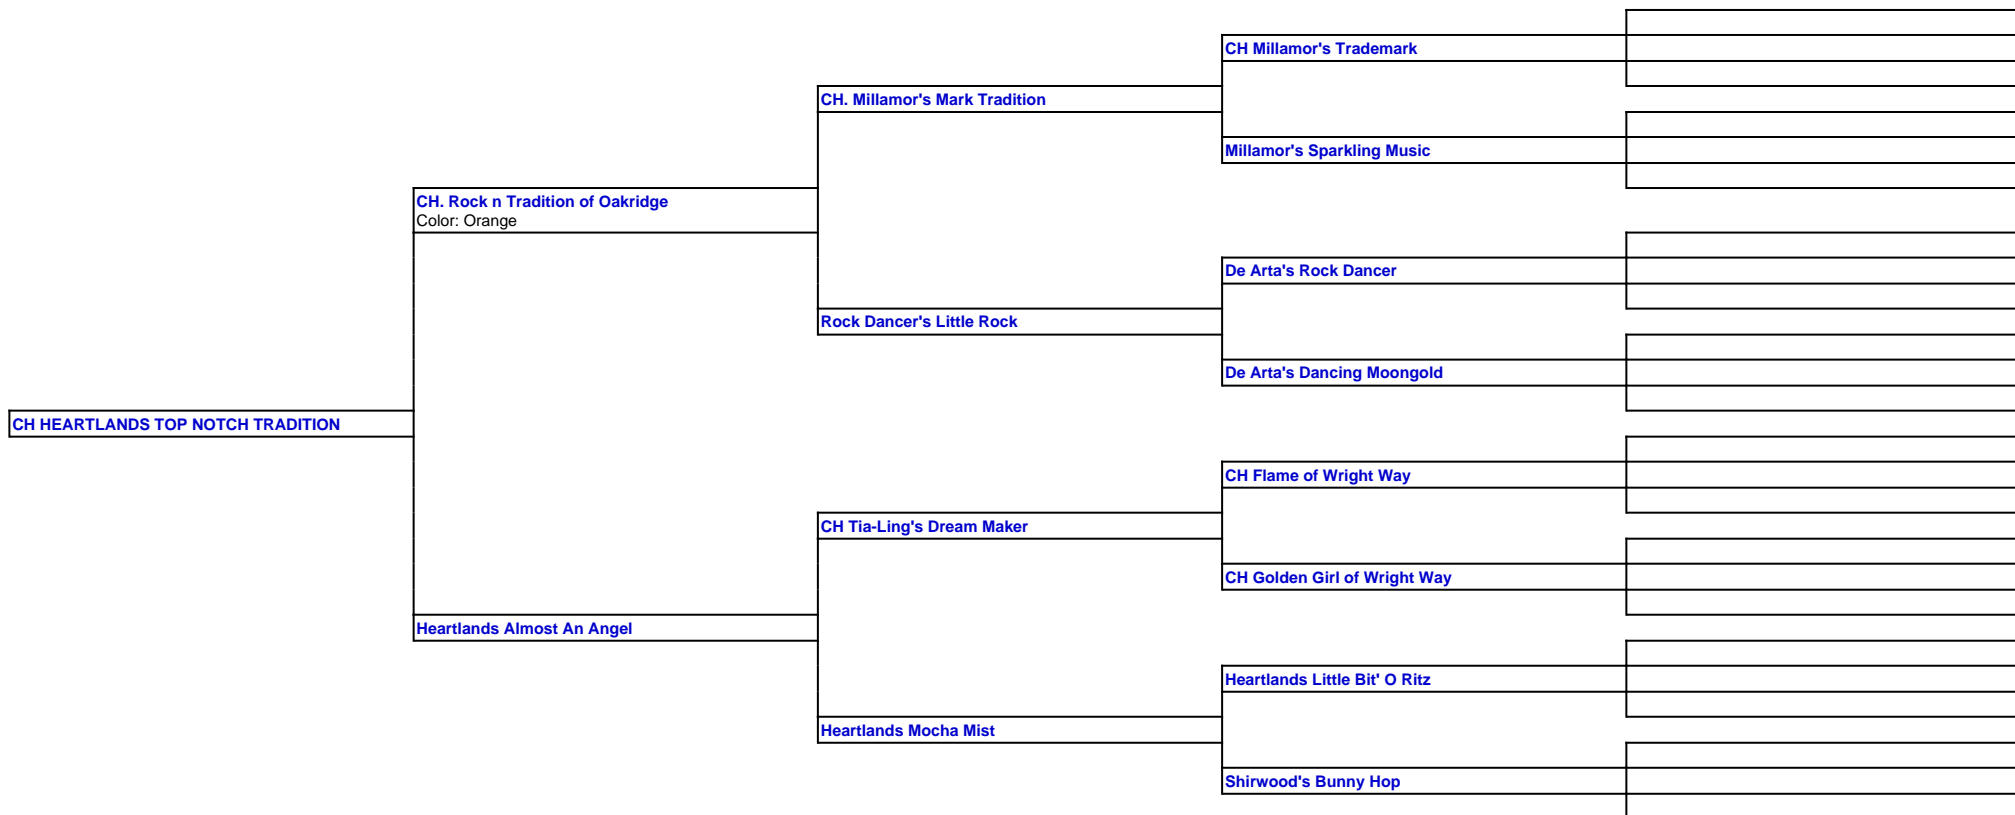 CH Millamor's Trademark
CH. Millamor's Mark Tradition
Millamor's Sparkling Music
CH. Rock n Tradition of Oakridge
Color: Orange
De Arta's Rock Dancer
Rock Dancer's Little Rock
De Arta's Dancing Moongold
CH HEARTLANDS TOP NOTCH TRADITION
CH Flame of Wright Way
CH Tia-Ling's Dream Maker
CH Golden Girl of Wright Way
Heartlands Almost An Angel
Heartlands Little Bit' O Ritz
Heartlands Mocha Mist
Shirwood's Bunny Hop